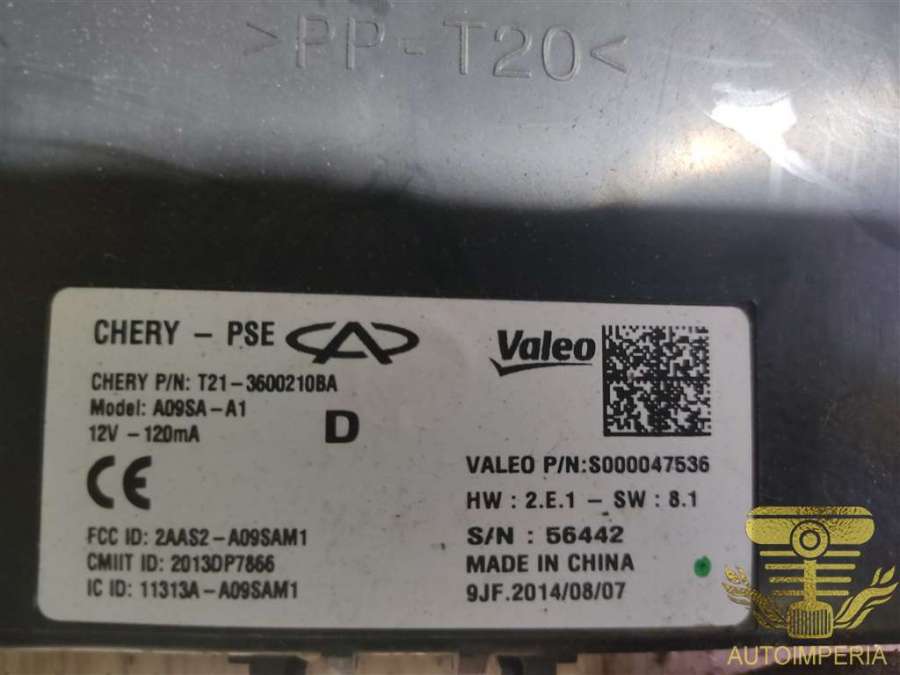 >PP-T20<
CHERY - PSE
Valeo
CHERY P/N: T21-3600210BA
Model: A09SA-A1
12V -120mA
D
CE
VALEO P/N:S000047536
HW : 2.E.1 - SW : 8.1
FCC ID: 2AAS2-A09SAM1
S/N : 56442
CMIIT ID: 2013DP7866
MADE IN CHINA
IC ID: 11313A-A09SAM1
9JF.2014/08/07
AUTOIMPERIA